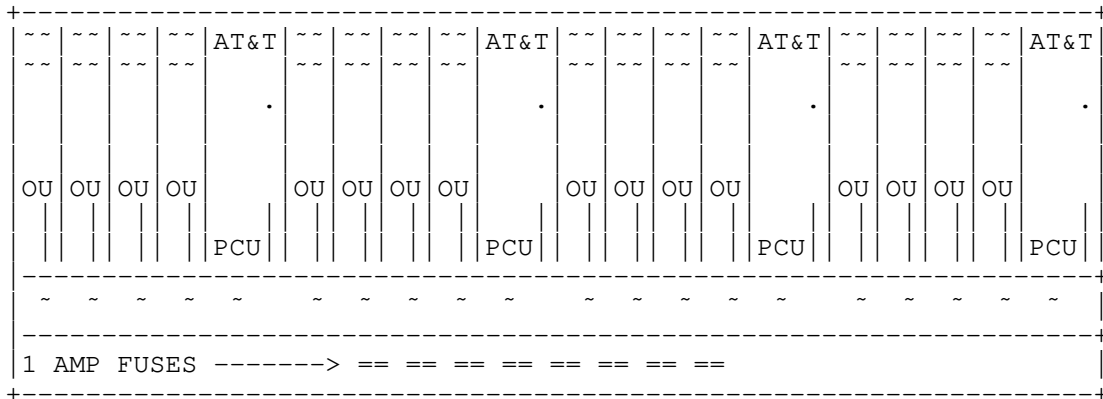 AT&T AT&T AT&T AT&T
OU OU OU OU OU OU OU OU OU OU OU OU OU OU OU OU
PCU PCU PCU PCU
1 AMP FUSES -------> == == == == == == == ==